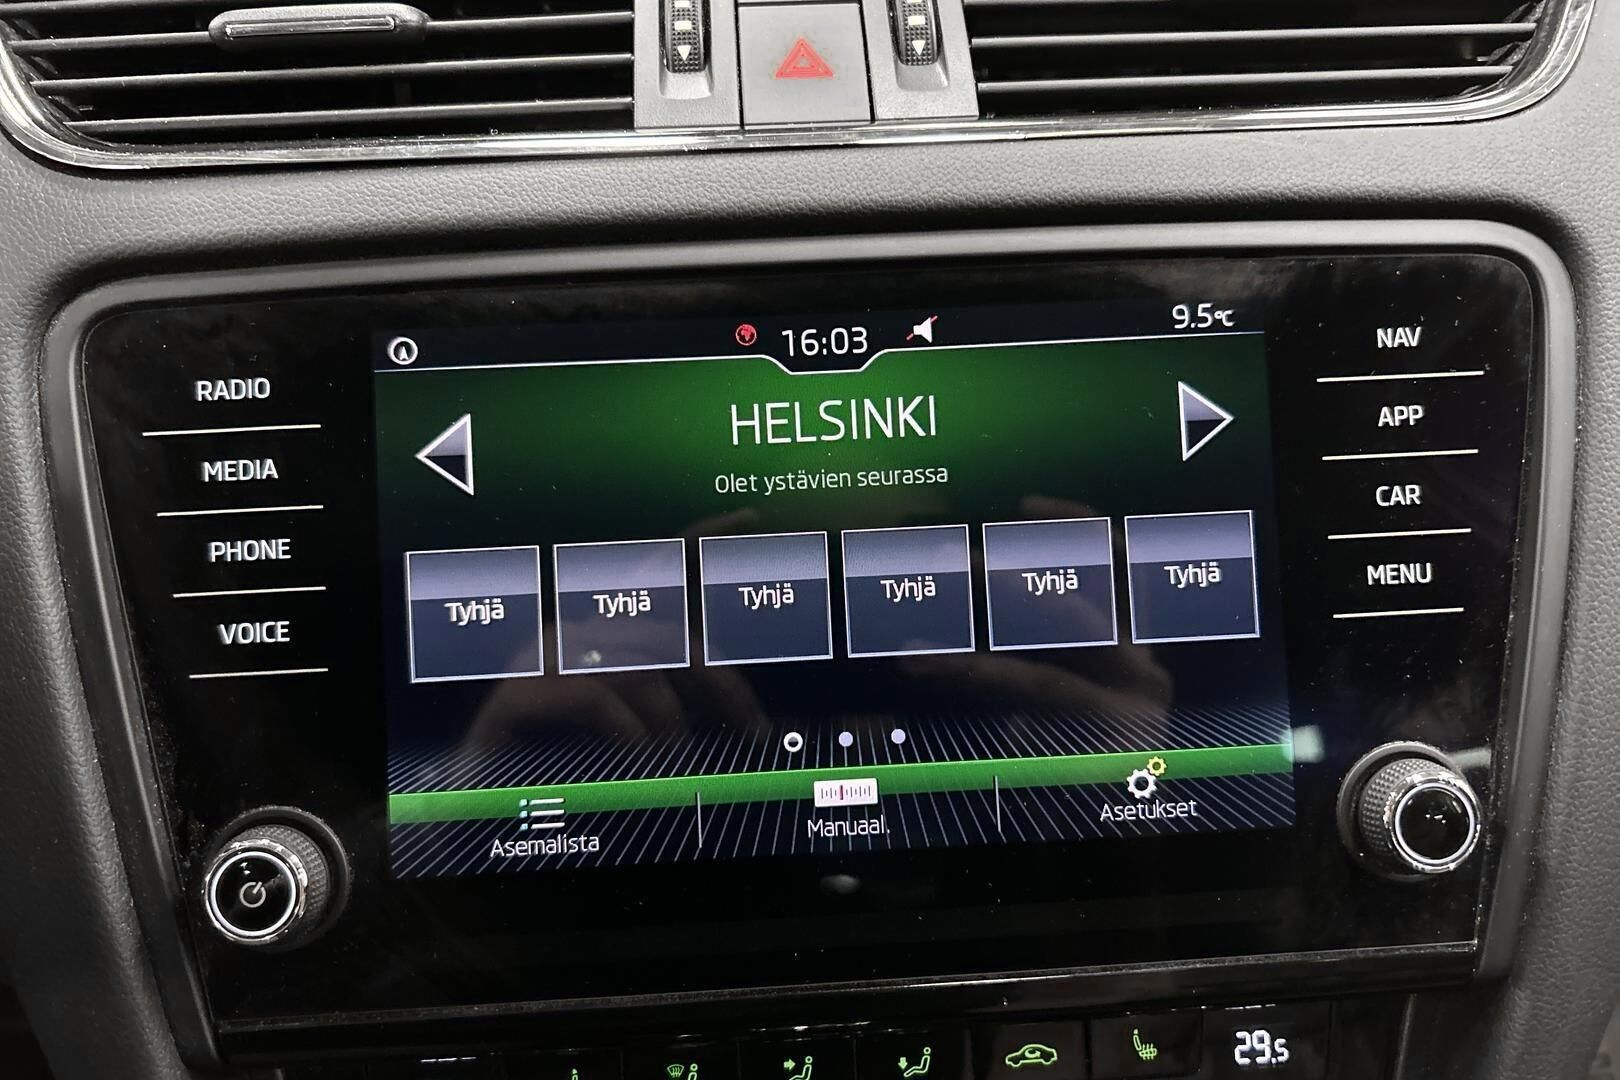 16:03
9.5°C
RADIO
MEDIA
PHONE
VOICE
HELSINKI
Olet ystävien seurassa
Tyhjä
Tyhjä
Tyhjä
Tyhjä
Tyhjä
Tyhjä
Asemalista
Manuaal.
Asetukset
NAV
APP
CAR
MENU
29.5